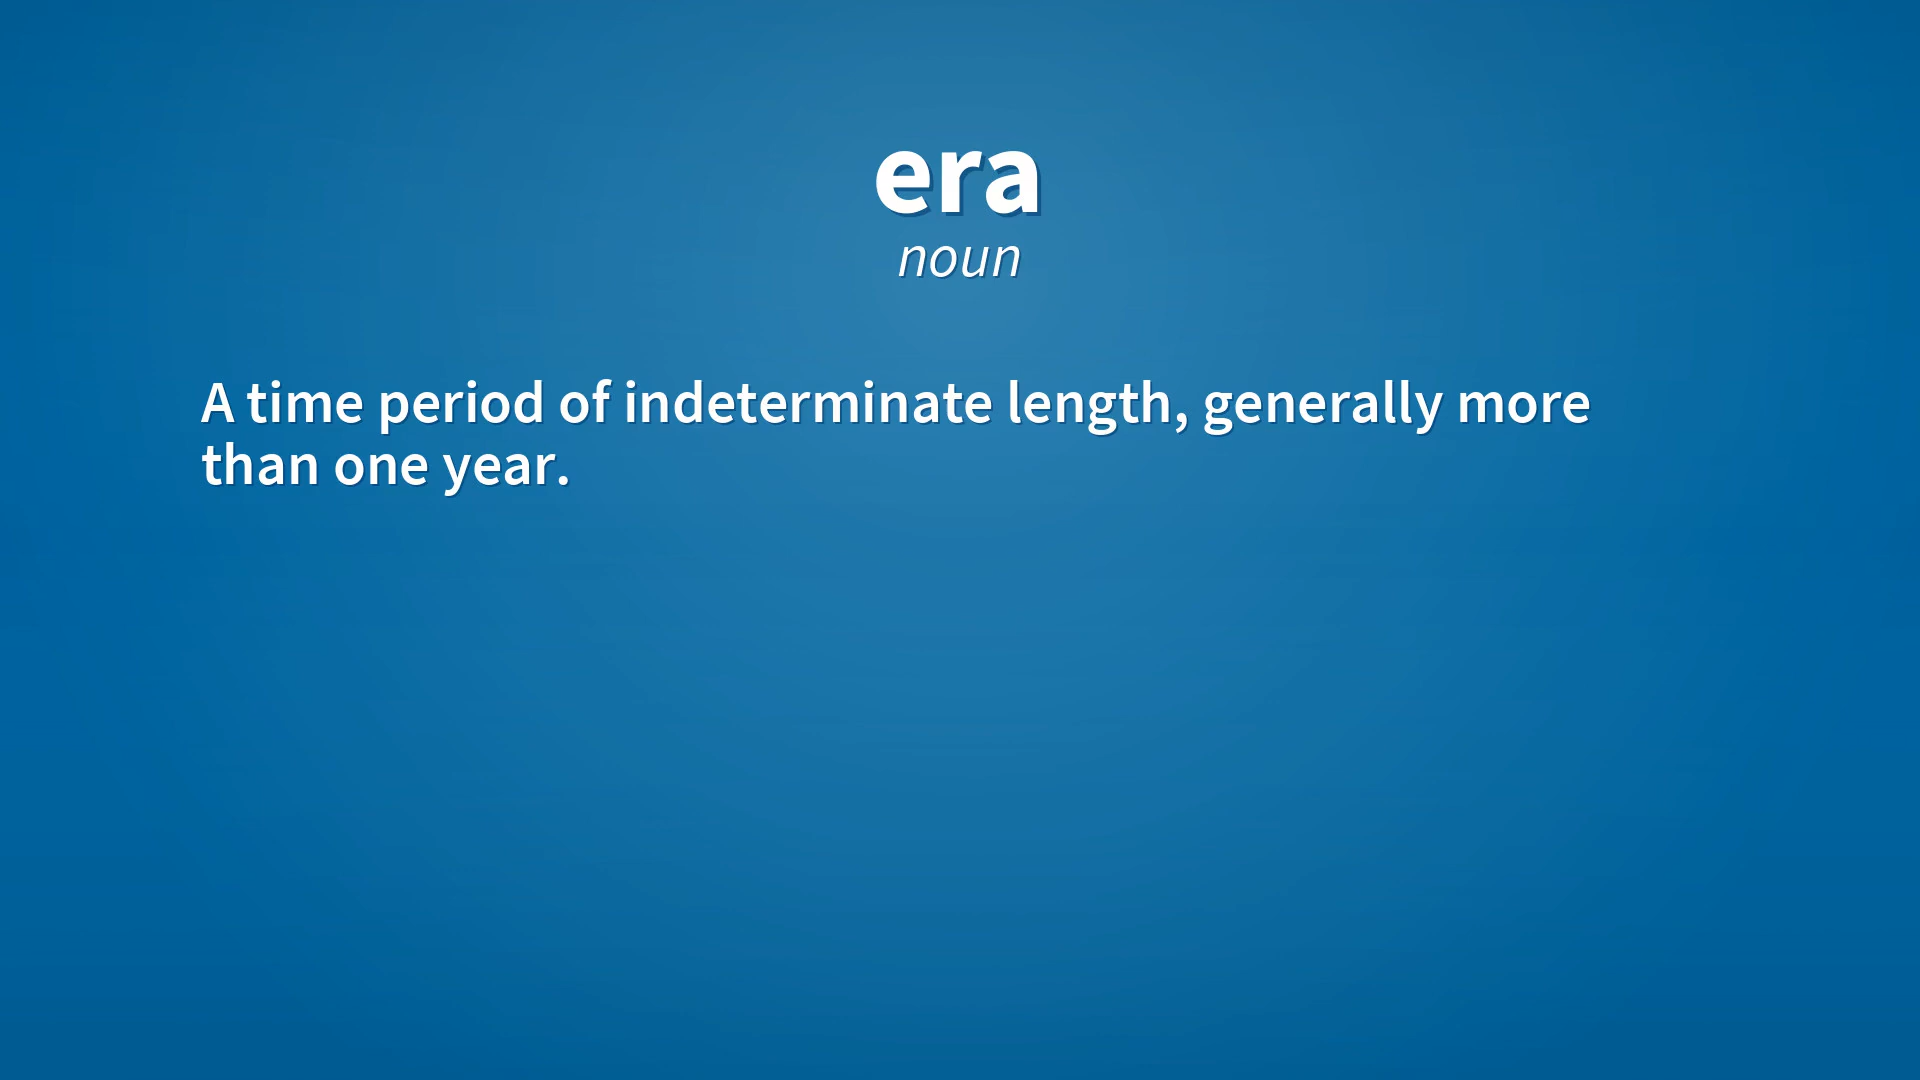 era
noun
A time period of indeterminate length, generally more
than one year.